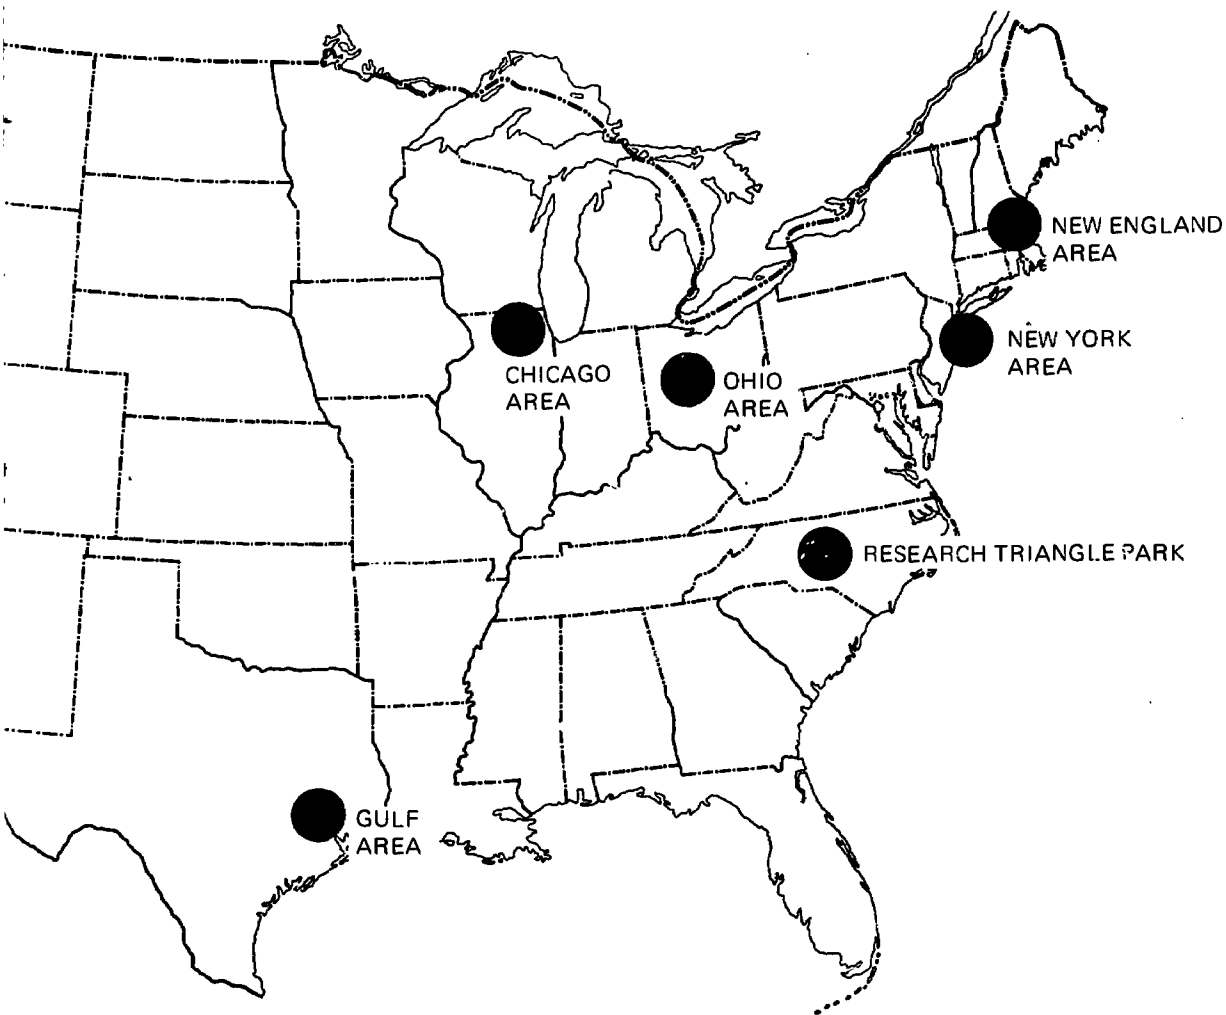 NEW ENGLAND
AREA
NEW YORK
AREA
CHICAGO
AREA
OHIO
AREA
RESEARCH TRIANGLE PARK
GULF
AREA